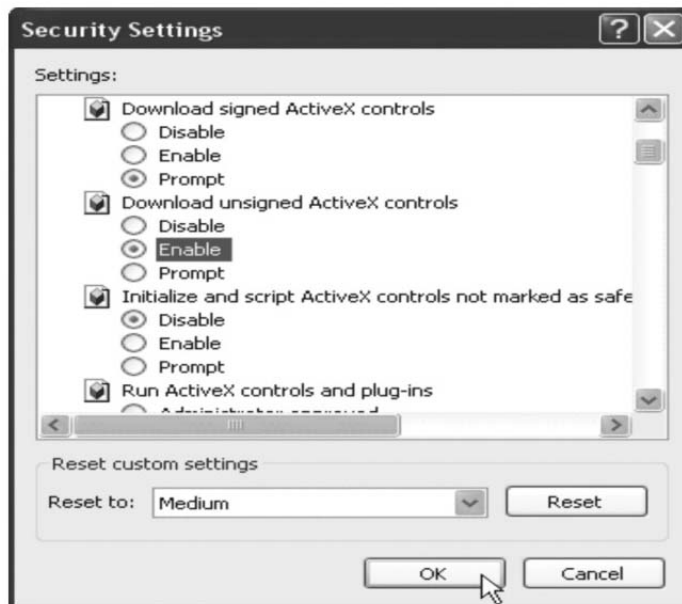 Security Settings
Settings:
Download signed ActiveX controls
Disable
Enable
Prompt
Download unsigned ActiveX controls
Disable
Enable
Prompt
Initialize and script ActiveX controls not marked as safe
Disable
Enable
Prompt
Run ActiveX controls and plug-ins
Administrator approved
Reset custom settings
Reset to: Medium Reset
OK Cancel